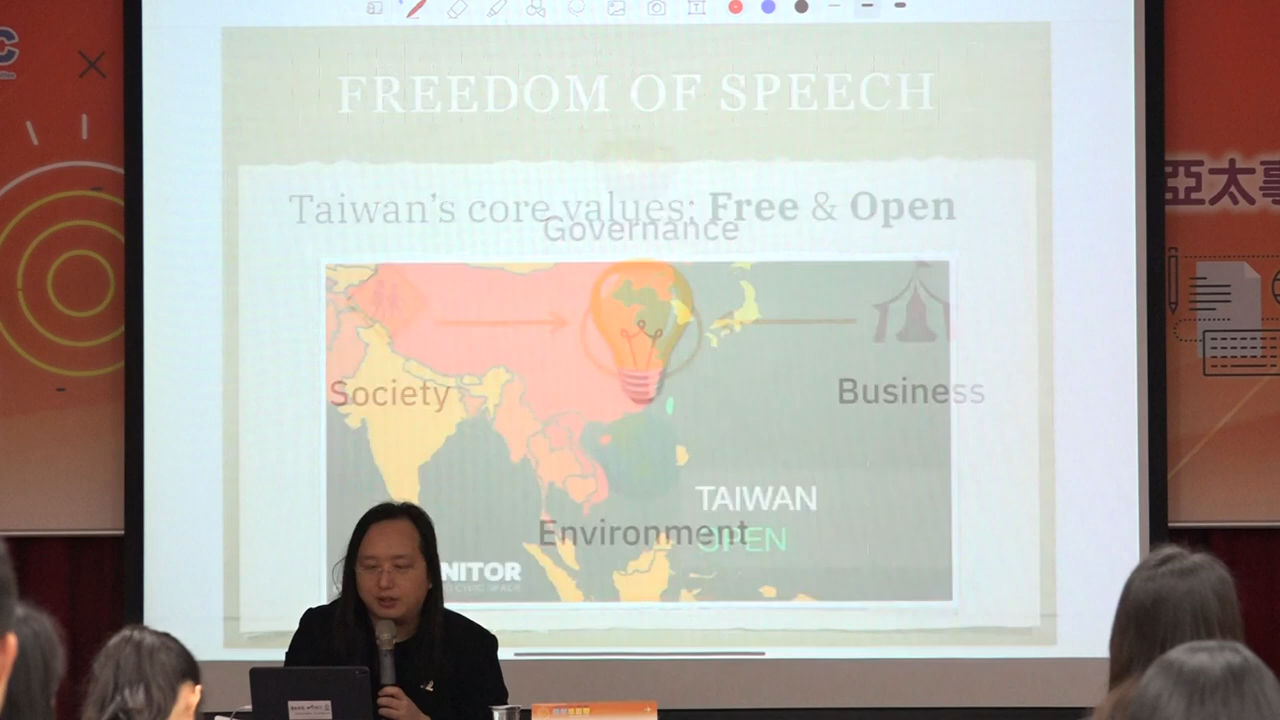 FREEDOM OF SPEECH
Taiwan's core values: Free & Open
Governance
Society
Business
TAIWAN
OPEN
Environment
NITOR
亞太事
C